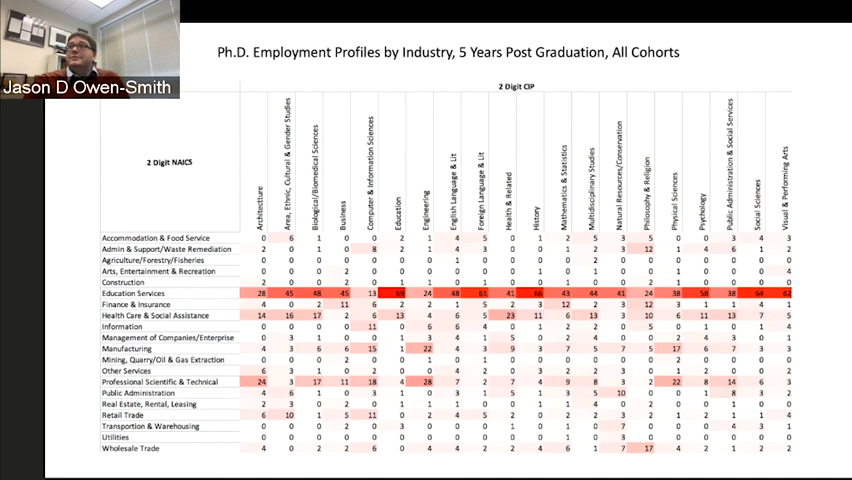 Jason D Owen-Smith
Ph.D. Employment Profiles by Industry, 5 Years Post Graduation, All Cohorts
2 Digit CIP
2 Digit NAICS
Architecture
Area, Ethnic, Cultural & Gender Studies
Biological/Biomedical Sciences
Business
Computer & Information Sciences
Education
Engineering
English Language & Lit
Foreign Language & Lit
Health & Related
History
Mathematics & Statistics
Multidisciplinary Studies
Natural Resources/Conservation
Philosophy & Religion
Physical Sciences
Psychology
Public Administration & Social Services
Social Sciences
Visual & Performing Arts
Accommodation & Food Service 0 6 1 0 0 2 1 4 5 0 1 2 5 3 5 0 0 3 4 3
Admin & Support/Waste Remediation 2 0 1 0 8 2 1 4 3 0 0 1 2 3 12 1 4 6 1 2
Agriculture/Forestry/Fisheries 0 0 0 0 0 0 0 1 0 0 0 0 2 0 0 0 0 0 0 0
Arts, Entertainment & Recreation 0 0 0 2 0 0 0 0 0 0 1 0 1 0 0 1 0 0 0 4
Construction 2 0 0 0 0 1 1 0 0 0 0 0 0 0 0 1 0 0 0 0
Education Services 28 45 48 45 13 69 24 48 61 41 66 43 44 41 24 38 58 38 64 62
Finance & Insurance 0 0 2 11 6 2 2 1 5 2 3 12 2 3 2 3 1 1 4 1
Health Care & Social Assistance 14 16 17 2 6 13 4 6 5 23 11 6 13 3 10 6 11 13 7 5
Information 0 0 0 0 11 0 6 6 4 0 1 2 2 0 5 1 0 0 1 4
Management of Companies/Enterprise 0 3 1 0 0 1 3 4 1 5 0 2 4 0 0 2 4 3 0 1
Manufacturing 4 3 6 6 15 1 22 4 3 9 3 7 5 7 5 17 6 7 3 3
Mining, Quarry/Oil & Gas Extraction 0 0 0 2 0 0 1 0 1 0 0 0 0 0 0 2 0 0 0 0
Other Services 6 3 1 0 2 0 0 4 2 0 3 2 2 3 0 1 2 0 2 2
Professional Scientific & Technical 24 3 17 11 18 4 28 7 2 7 4 9 8 3 2 22 8 14 6 3
Public Administration 4 6 1 0 3 1 0 3 1 5 1 3 5 10 0 0 1 8 3 2
Real Estate, Rental, Leasing 2 3 0 2 0 0 0 1 0 0 1 1 4 0 2 0 0 0 1 0
Retail Trade 6 10 1 5 11 0 2 4 5 0 1 2 2 3 2 1 2 1 1 4
Transportation & Warehousing 0 0 0 2 0 3 0 0 0 1 0 1 0 7 0 0 0 4 3 1
Utilities 0 0 0 0 0 0 0 0 0 0 0 1 0 3 0 0 0 0 0 0
Wholesale Trade 4 0 2 2 6 0 4 4 2 2 4 6 1 7 17 4 2 1 2 2